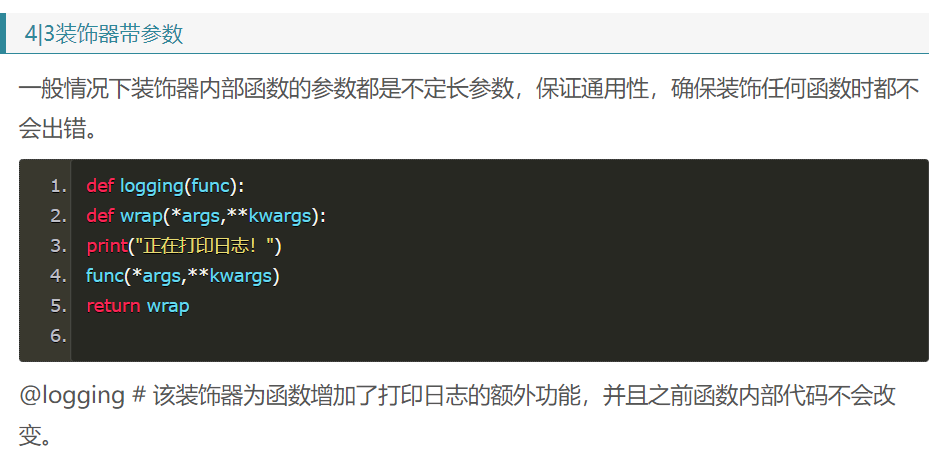 4|3装饰器带参数
一般情况下装饰器内部函数的参数都是不定长参数，保证通用性，确保装饰任何函数时都不
会出错。
1. def logging(func):
2. def wrap(*args,**kwargs):
3. print("正在打印日志！")
4. func(*args,**kwargs)
5. return wrap
6.
@logging # 该装饰器为函数增加了打印日志的额外功能，并且之前函数内部代码不会改
变。